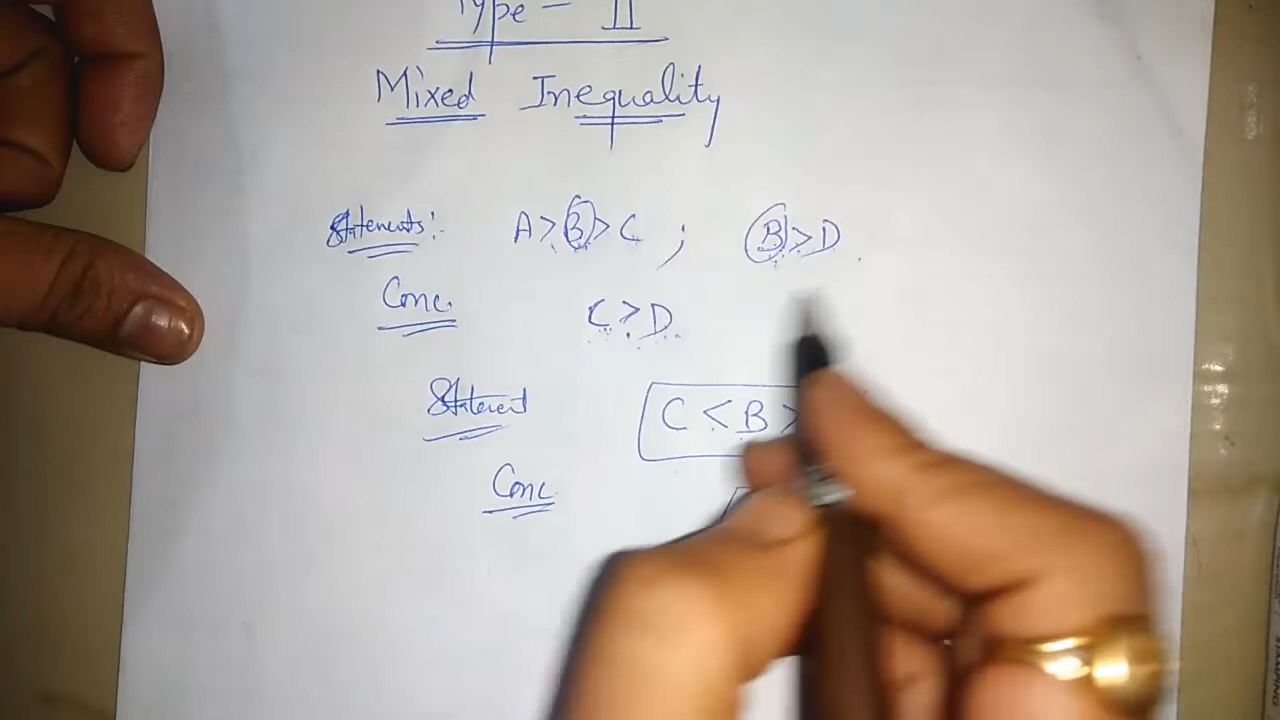 Type - II
Mixed Inequality
Statements:- A > B > C ; B > D .
Conc. C > D.
Statement C < B >
Conc.